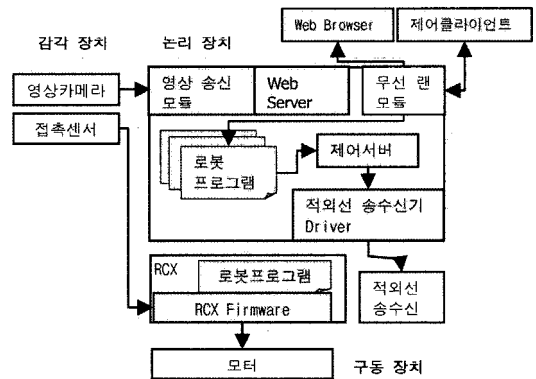 Web Browser
제어클라이언트
감각 장치
논리 장치
영상카메라
영상 송신
모듈
Web
Server
무선 랜
모듈
접촉센서
로봇
프로그램
제어서버
적외선 송수신기
Driver
RCX
로봇프로그램
RCX Firmware
적외선
송수신
모터
구동 장치